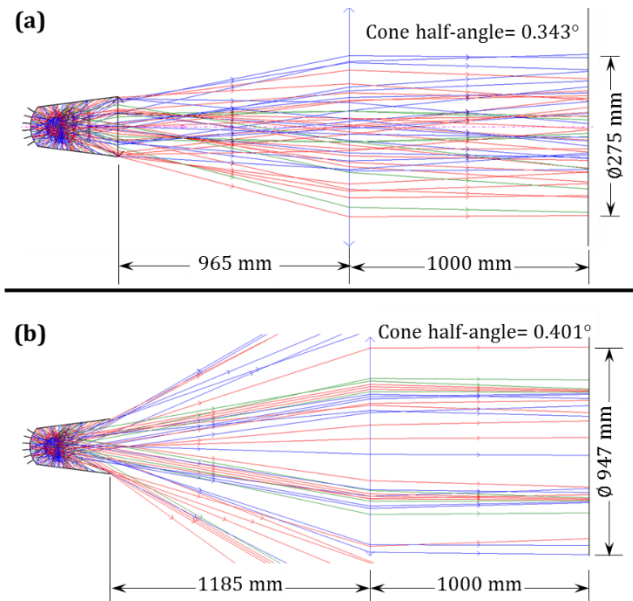 (a)
Cone half-angle= 0.343°
ϕ275 mm
965 mm
1000 mm
(b)
Cone half-angle= 0.401°
ϕ 947 mm
1185 mm
1000 mm